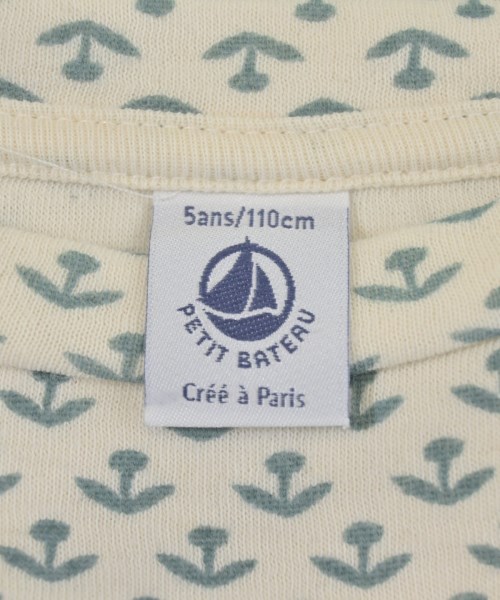 5ans/110cm
PETIT BATEAU
Créé à Paris